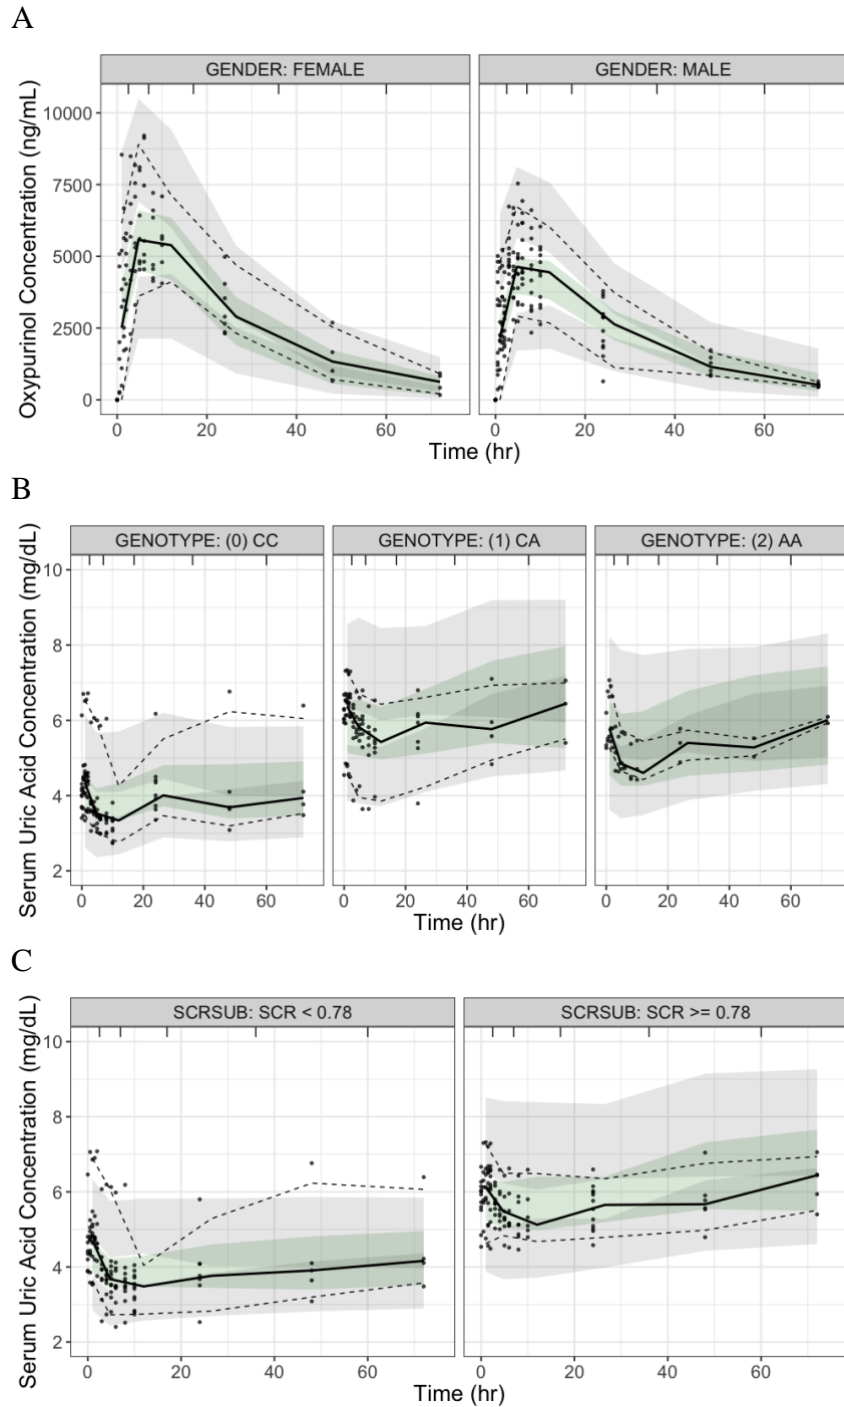 A
GENDER: FEMALE GENDER: MALE
Oxypurinol Concentration (ng/mL)
10000
7500
5000
2500
0
0 20 40 60 0 20 40 60
Time (hr)
B
GENOTYPE: (0) CC GENOTYPE: (1) CA GENOTYPE: (2) AA
Serum Uric Acid Concentration (mg/dL)
10
8
6
4
2
0 20 40 60 0 20 40 60 0 20 40 60
Time (hr)
C
SCRSUB: SCR < 0.78 SCRSUB: SCR >= 0.78
Serum Uric Acid Concentration (mg/dL)
10
8
6
4
2
0 20 40 60 0 20 40 60
Time (hr)